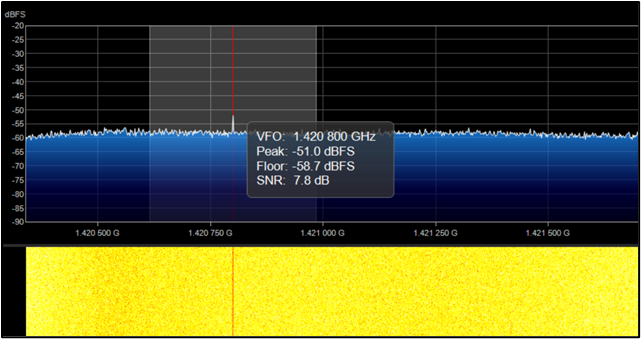 dBFS
-20
-25
-30
-35
-40
-45
-50
-55
-60
-65
-70
-75
-80
-85
-90
VFO: 1.420 800 GHz
Peak: -51.0 dBFS
Floor: -58.7 dBFS
SNR: 7.8 dB
1.420 500 G
1.420 750 G
1.421 000 G
1.421 250 G
1.421 500 G